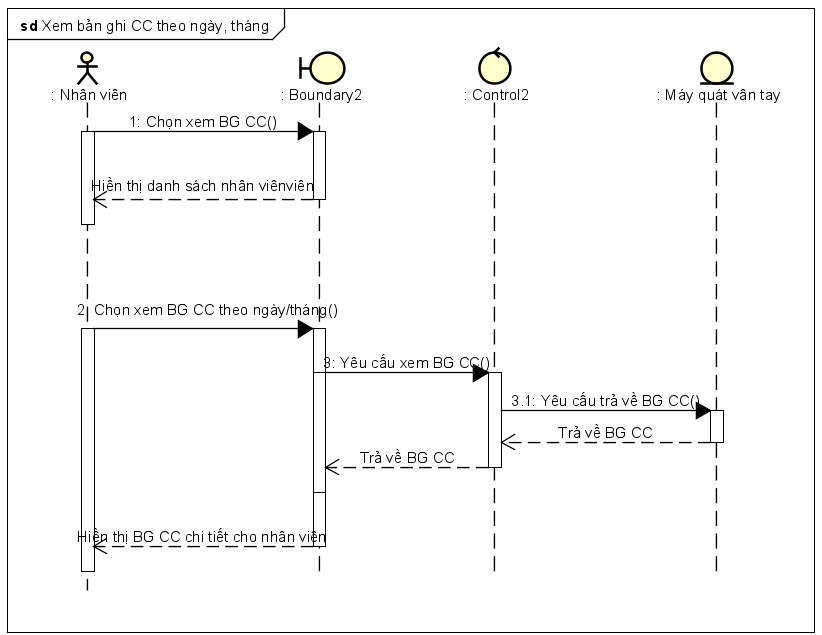 sd Xem bản ghi CC theo ngày, tháng
: Nhân viên
: Boundary2
: Control2
: Máy quát vân tay
1: Chọn xem BG CC()
Hiển thị danh sách nhân viênviên
2: Chọn xem BG CC theo ngày/tháng()
3: Yêu cầu xem BG CC()
3.1: Yêu cầu trả về BG CC()
Trả về BG CC
Trả về BG CC
Hiển thị BG CC chi tiết cho nhân viên